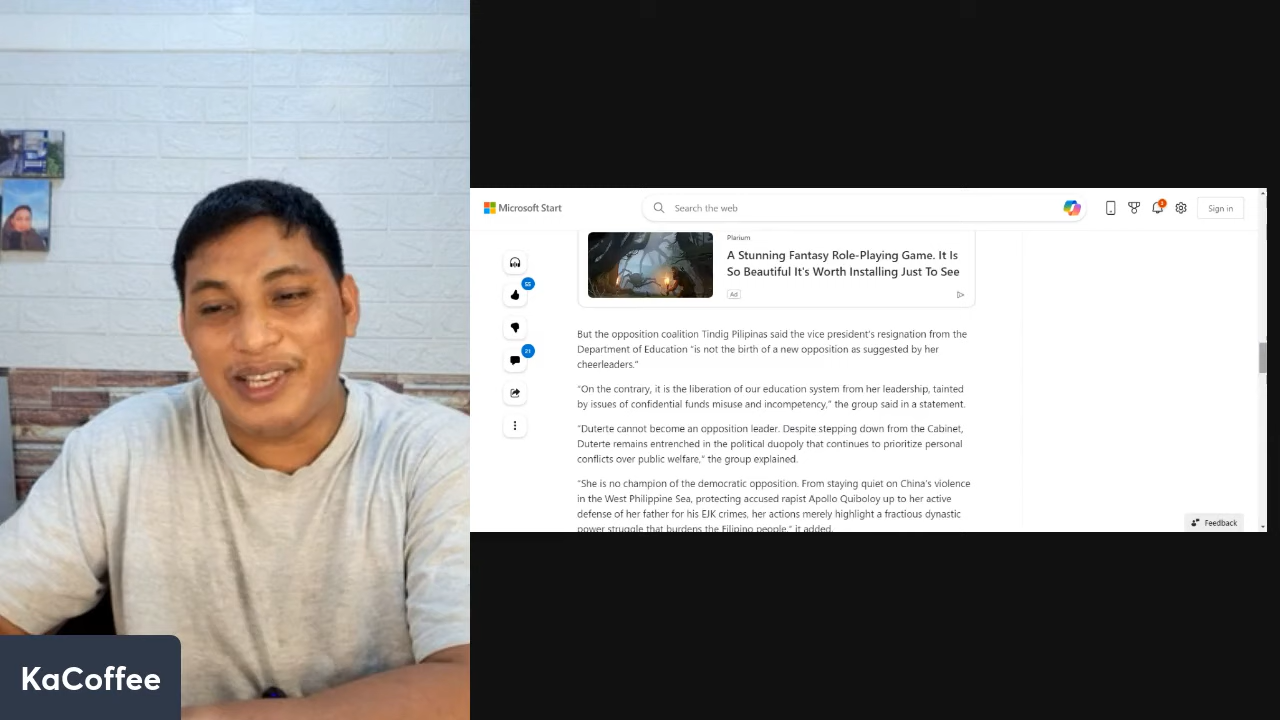 Microsoft Start
Search the web
4
Sign in
Plarium
A Stunning Fantasy Role-Playing Game. It Is
So Beautiful It's Worth Installing Just To See
Ad
55
21
But the opposition coalition Tindig Pilipinas said the vice president's resignation from the
Department of Education “is not the birth of a new opposition as suggested by her
cheerleaders.”
“On the contrary, it is the liberation of our education system from her leadership, tainted
by issues of confidential funds misuse and incompetency,” the group said in a statement.
“Duterte cannot become an opposition leader. Despite stepping down from the Cabinet,
Duterte remains entrenched in the political duopoly that continues to prioritize personal
conflicts over public welfare,” the group explained.
“She is no champion of the democratic opposition. From staying quiet on China's violence
in the West Philippine Sea, protecting accused rapist Apollo Quiboloy up to her active
defense of her father for his EJK crimes, her actions merely highlight a fractious dynastic
power struggle that burdens the Filipino people,” it added.
Feedback
KaCoffee